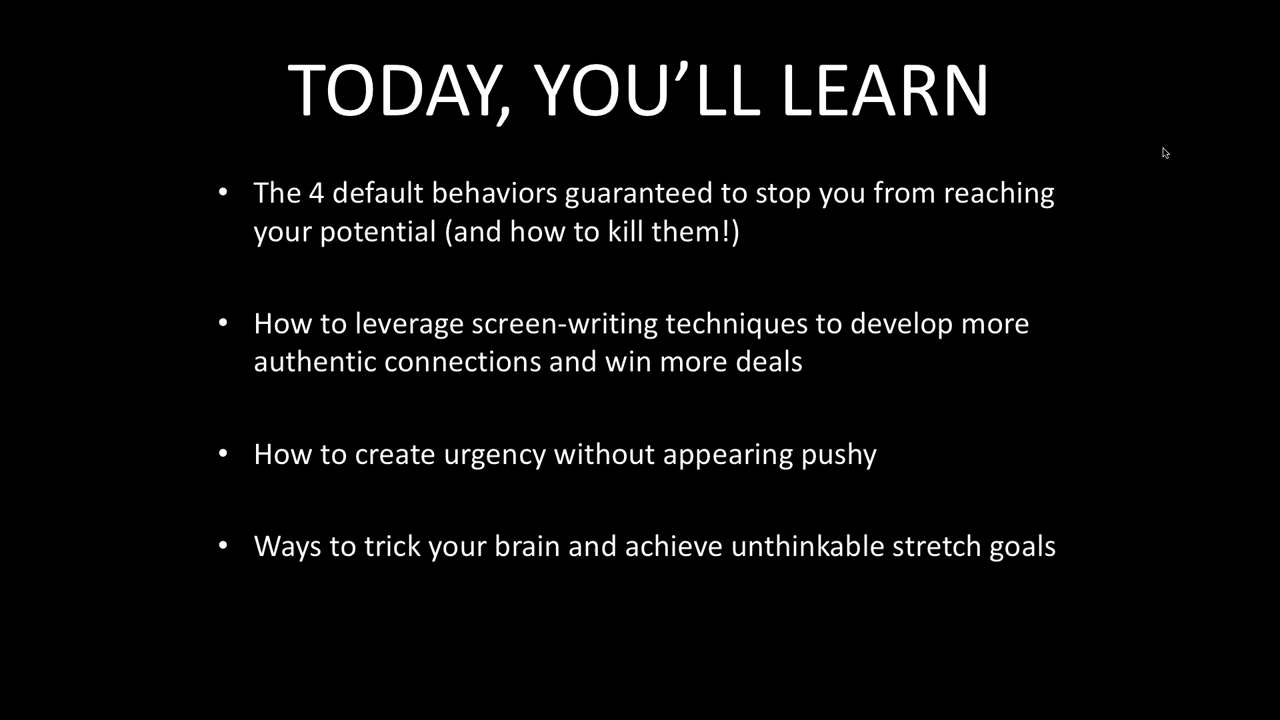 TODAY, YOU’LL LEARN
• The 4 default behaviors guaranteed to stop you from reaching
your potential (and how to kill them!)
• How to leverage screen-writing techniques to develop more
authentic connections and win more deals
• How to create urgency without appearing pushy
• Ways to trick your brain and achieve unthinkable stretch goals